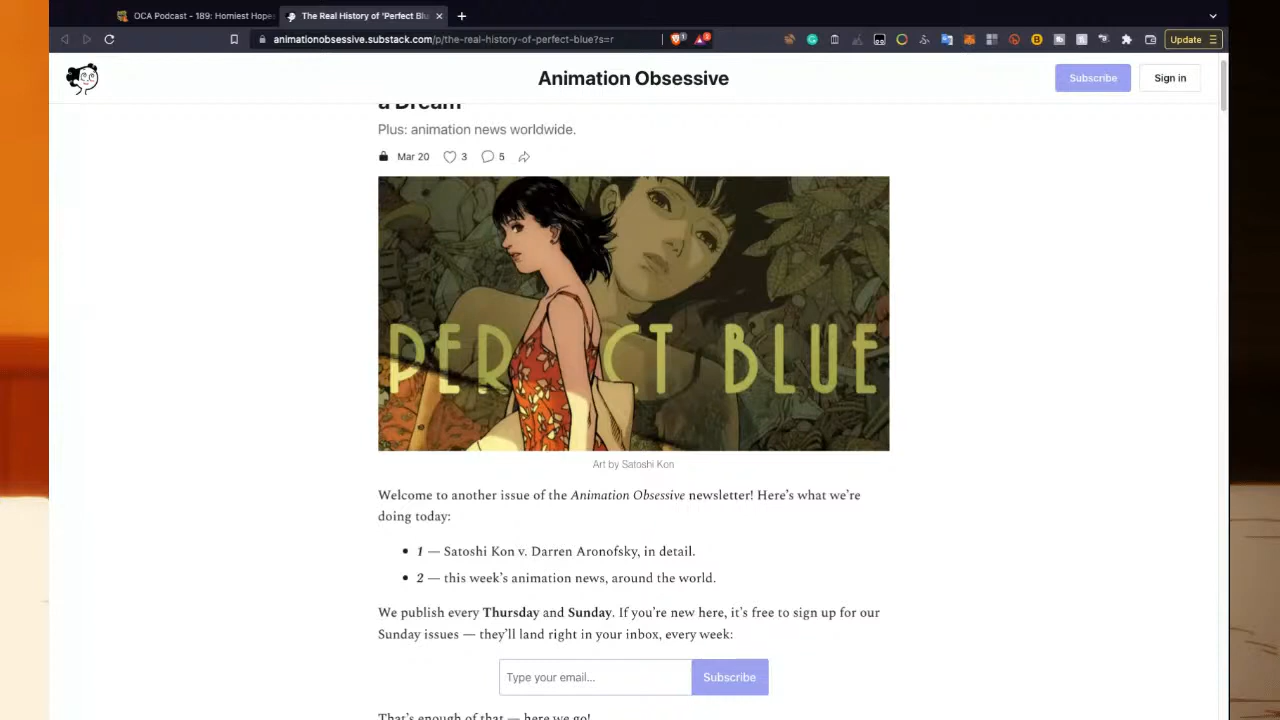 OCA Podcast - 189: Homiest Hope
The Real History of 'Perfect Blu
animationobsessive.substack.com/p/the-real-history-of-perfect-blue?s=r
Update
Animation Obsessive
Subscribe
Sign in
a Dream
Plus: animation news worldwide.
Mar 20
3
5
PERFECT BLUE
Art by Satoshi Kon
Welcome to another issue of the Animation Obsessive newsletter! Here's what we're
doing today:
1 — Satoshi Kon v. Darren Aronofsky, in detail.
2 — this week's animation news, around the world.
We publish every Thursday and Sunday. If you're new here, it's free to sign up for our
Sunday issues — they'll land right in your inbox, every week:
Type your email...
Subscribe
That's enough of that — here we go!